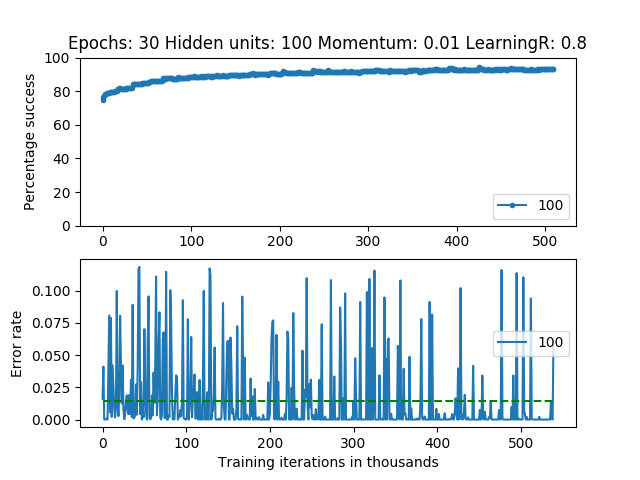 Epochs: 30 Hidden units: 100 Momentum: 0.01 LearningR: 0.8
100
80
60
40
20
0
Percentage success
100
0 100 200 300 400 500
0.100
0.075
0.050
0.025
0.000
Error rate
100
0 100 200 300 400 500
Training iterations in thousands